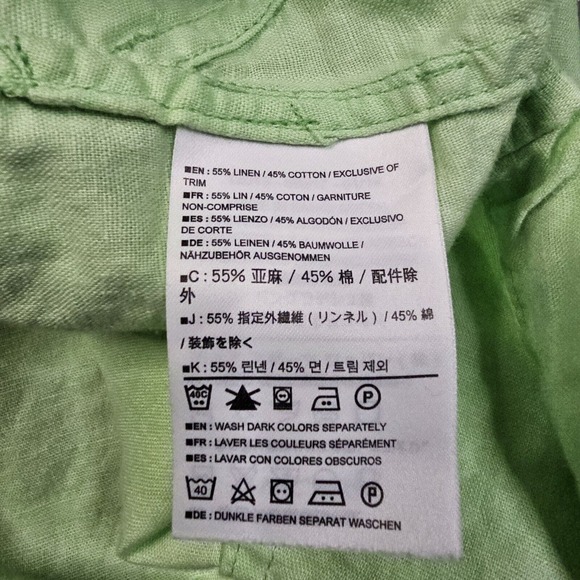 ■EN : 55% LINEN / 45% COTTON / EXCLUSIVE OF
TRIM
■FR : 55% LIN / 45% COTON / GARNITURE
NON-COMPRISE
■ES : 55% LIENZO / 45% ALGODÓN / EXCLUSIVO
DE CORTE
■DE : 55% LEINEN / 45% BAUMWOLLE /
NÄHZUBEHÖR AUSGENOMMEN
■C : 55% 亚麻 / 45% 棉 / 配件除
外
■J : 55% 指定外繊維 ( リンネル ) / 45% 綿
/ 装飾を除く
■K : 55% 린넨 / 45% 면 / 트림 제외
40C P
■EN : WASH DARK COLORS SEPARATELY
■FR : LAVER LES COULEURS SÉPARÉMENT
■ES : LAVAR CON COLORES OBSCUROS
40 P
■DE : DUNKLE FARBEN SEPARAT WASCHEN